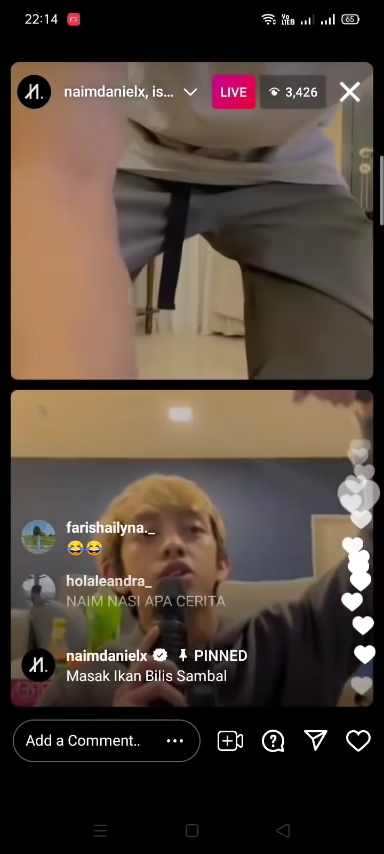 22:14
65
naimdanielx, is...
LIVE
3,426
farishailyna._
😂😂
holaleandra_
NAIM NASI APA CERITA
naimdanielx PINNED
Masak Ikan Bilis Sambal
Add a Comment..